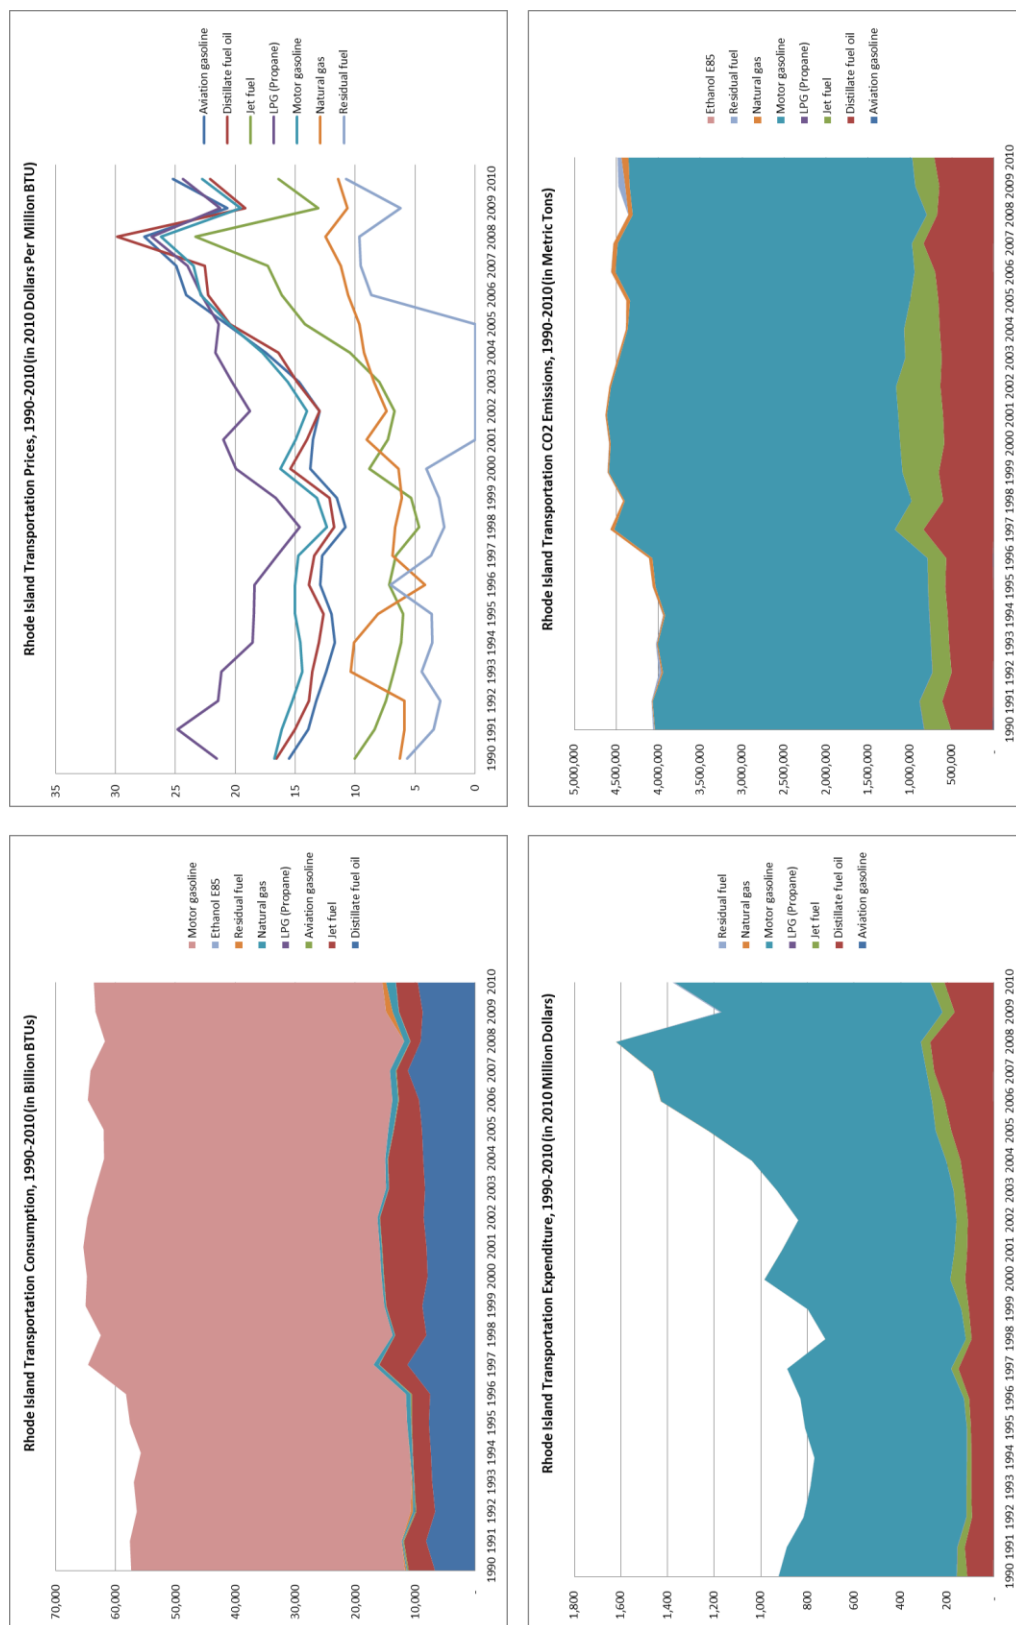 Rhode Island Transportation Consumption, 1990-2010 (in Billion BTUs)
70,000
60,000
50,000
40,000
30,000
20,000
10,000
-
1990 1991 1992 1993 1994 1995 1996 1997 1998 1999 2000 2001 2002 2003 2004 2005 2006 2007 2008 2009 2010
Motor gasoline
Ethanol E85
Residual fuel
Natural gas
LPG (Propane)
Aviation gasoline
Jet fuel
Distillate fuel oil
Rhode Island Transportation Prices, 1990-2010 (in 2010 Dollars Per Million BTU)
35
30
25
20
15
10
5
0
1990 1991 1992 1993 1994 1995 1996 1997 1998 1999 2000 2001 2002 2003 2004 2005 2006 2007 2008 2009 2010
Aviation gasoline
Distillate fuel oil
Jet fuel
LPG (Propane)
Motor gasoline
Natural gas
Residual fuel
Rhode Island Transportation Expenditure, 1990-2010 (in 2010 Million Dollars)
1,800
1,600
1,400
1,200
1,000
800
600
400
200
-
1990 1991 1992 1993 1994 1995 1996 1997 1998 1999 2000 2001 2002 2003 2004 2005 2006 2007 2008 2009 2010
Residual fuel
Natural gas
Motor gasoline
LPG (Propane)
Jet fuel
Distillate fuel oil
Aviation gasoline
Rhode Island Transportation CO2 Emissions, 1990-2010 (in Metric Tons)
5,000,000
4,500,000
4,000,000
3,500,000
3,000,000
2,500,000
2,000,000
1,500,000
1,000,000
500,000
-
1990 1991 1992 1993 1994 1995 1996 1997 1998 1999 2000 2001 2002 2003 2004 2005 2006 2007 2008 2009 2010
Ethanol E85
Residual fuel
Natural gas
Motor gasoline
LPG (Propane)
Jet fuel
Distillate fuel oil
Aviation gasoline